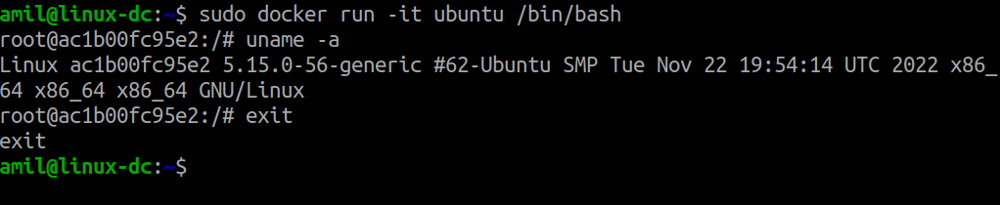 amil@linux-dc:~$ sudo docker run -it ubuntu /bin/bash
root@ac1b00fc95e2:/# uname -a
Linux ac1b00fc95e2 5.15.0-56-generic #62-Ubuntu SMP Tue Nov 22 19:54:14 UTC 2022 x86_
64 x86_64 x86_64 GNU/Linux
root@ac1b00fc95e2:/# exit
exit
amil@linux-dc:~$